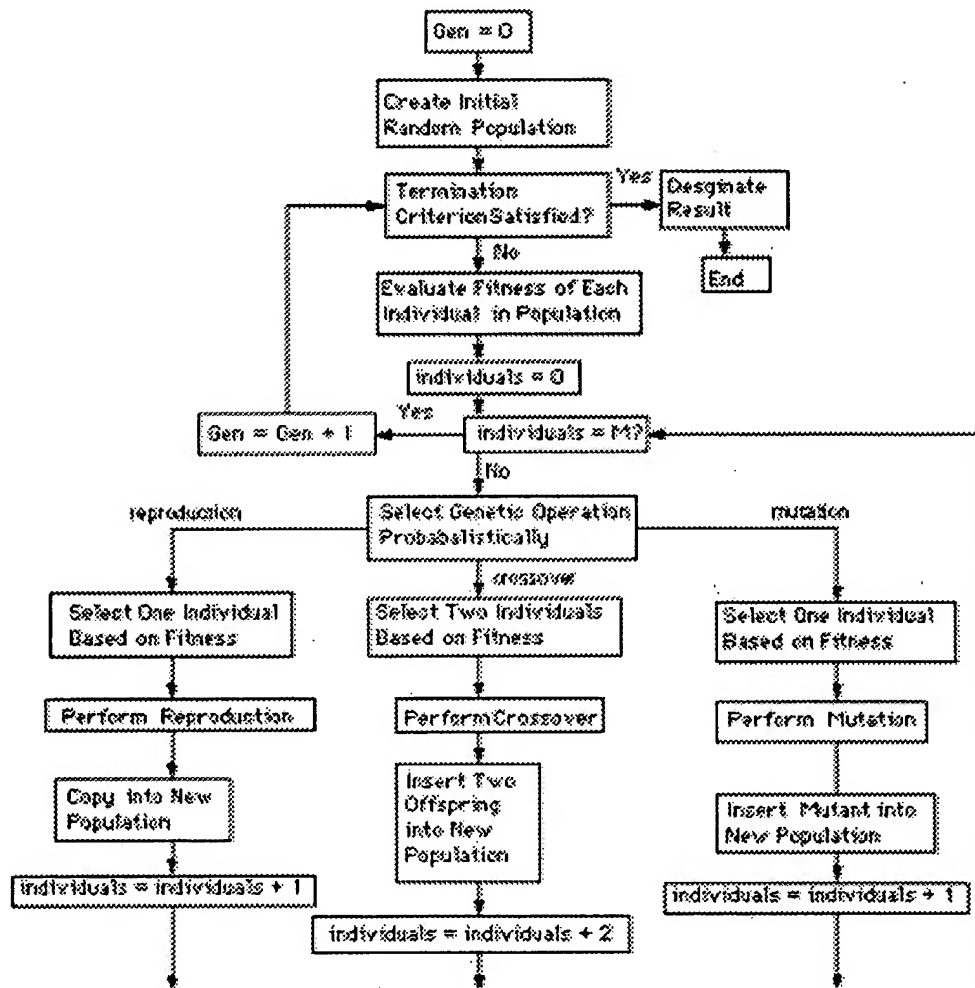 Gen = 0
Create Initial
Random Population
Termination
Criterion Satisfied?
Yes
Desginate
Result
End
No
Evaluate Fitness of Each
Individual in Population
individuals = 0
Yes
Gen = Gen + 1
individuals = M?
No
reproduction
Select Genetic Operation
Probabalistically
mutation
crossover
Select One Individual
Based on Fitness
Select Two Individuals
Based on Fitness
Select One Individual
Based on Fitness
Perform Reproduction
Perform Crossover
Perform Mutation
Copy into New
Population
Insert Two
Offspring
into New
Population
Insert Mutant into
New Population
individuals = individuals + 1
individuals = individuals + 2
individuals = individuals + 1